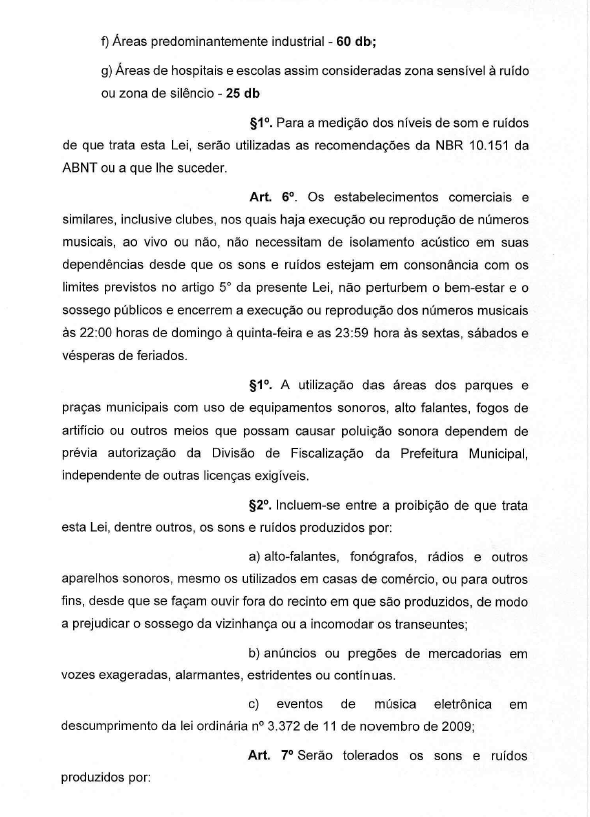 f) Áreas predominantemente industrial - 60 db;
g) Áreas de hospitais e escolas assim consideradas zona sensível à ruído
ou zona de silêncio - 25 db
§1º. Para a medição dos níveis de som e ruídos
de que trata esta Lei, serão utilizadas as recomendações da NBR 10.151 da
ABNT ou a que lhe suceder.
Art. 6º. Os estabelecimentos comerciais e
similares, inclusive clubes, nos quais haja execução ou reprodução de números
musicais, ao vivo ou não, não necessitam de isolamento acústico em suas
dependências desde que os sons e ruídos estejam em consonância com os
limites previstos no artigo 5° da presente Lei, não perturbem o bem-estar e o
sossego públicos e encerrem a execução ou reprodução dos números musicais
às 22:00 horas de domingo à quinta-feira e as 23:59 hora às sextas, sábados e
vésperas de feriados.
§1º. A utilização das áreas dos parques e
praças municipais com uso de equipamentos sonoros, alto falantes, fogos de
artifício ou outros meios que possam causar poluição sonora dependem de
prévia autorização da Divisão de Fiscalização da Prefeitura Municipal,
independente de outras licenças exigíveis.
§2º. Incluem-se entre a proibição de que trata
esta Lei, dentre outros, os sons e ruídos produzidos por:
a) alto-falantes, fonógrafos, rádios e outros
aparelhos sonoros, mesmo os utilizados em casas de comércio, ou para outros
fins, desde que se façam ouvir fora do recinto em que são produzidos, de modo
a prejudicar o sossego da vizinhança ou a incomodar os transeuntes;
b) anúncios ou pregões de mercadorias em
vozes exageradas, alarmantes, estridentes ou contínuas.
c) eventos de música eletrônica em
descumprimento da lei ordinária nº 3.372 de 11 de novembro de 2009;
Art. 7º Serão tolerados os sons e ruídos
produzidos por: